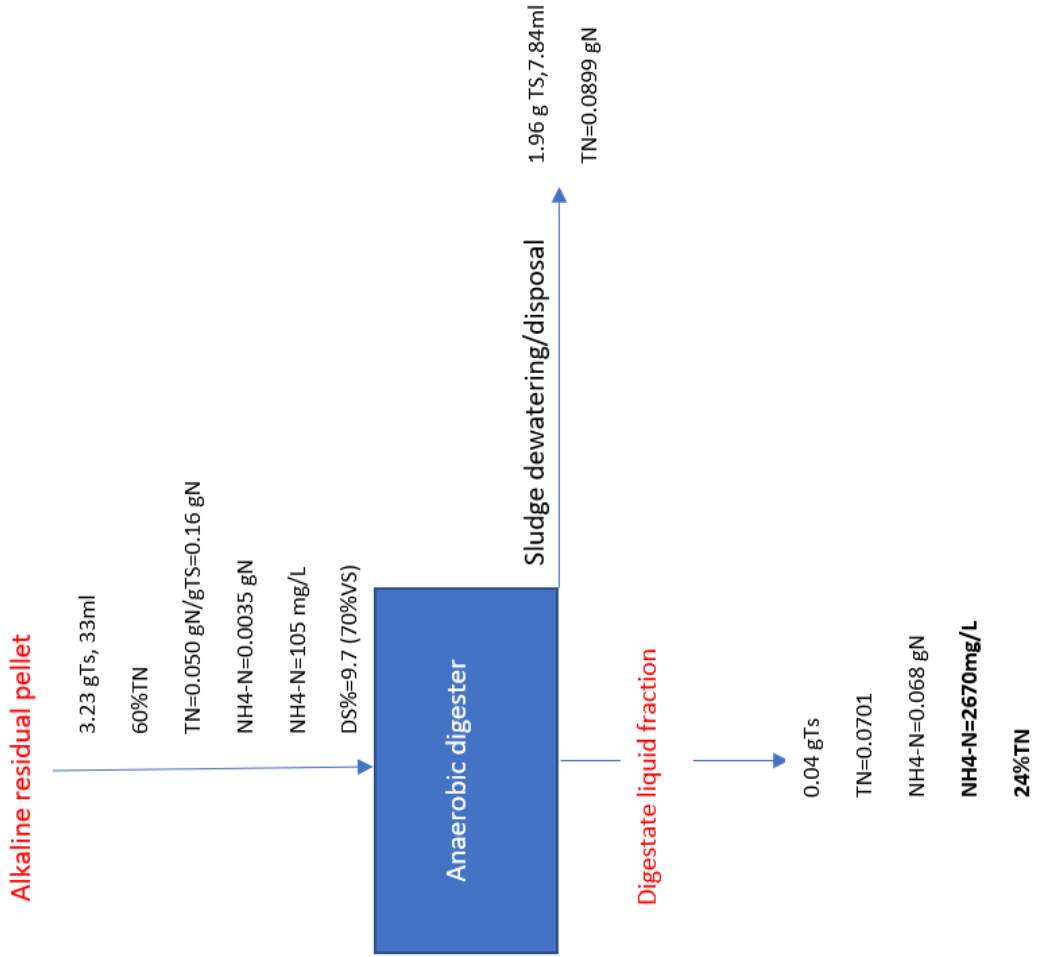 Alkaline residual pellet
3.23 gTs, 33ml
60%TN
TN=0.050 gN/gTS=0.16 gN
NH4-N=0.0035 gN
NH4-N=105 mg/L
DS%=9.7 (70%VS)
Anaerobic digester
Sludge dewatering/disposal
1.96 g TS,7.84ml
TN=0.0899 gN
Digestate liquid fraction
0.04 gTs
TN=0.0701
NH4-N=0.068 gN
NH4-N=2670mg/L
24%TN